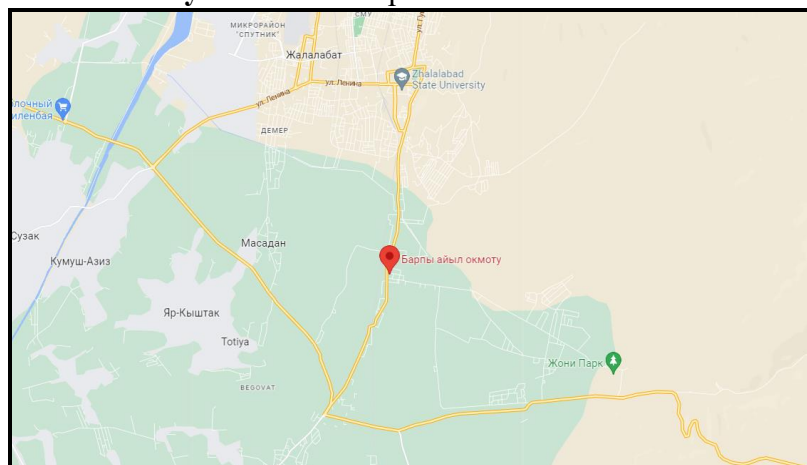 СМУ
МИКРОРАЙОН
"СПУТНИК"
Жалалабат
ул. Ленина
ул. Ленина
Zhalalabad
State University
ДЕМЕР
Сузак
Кумуш-Азиз
Масадан
Барпы айыл окмоту
Яр-Кыштак
Totiya
BEGOVAT
Жони Парк